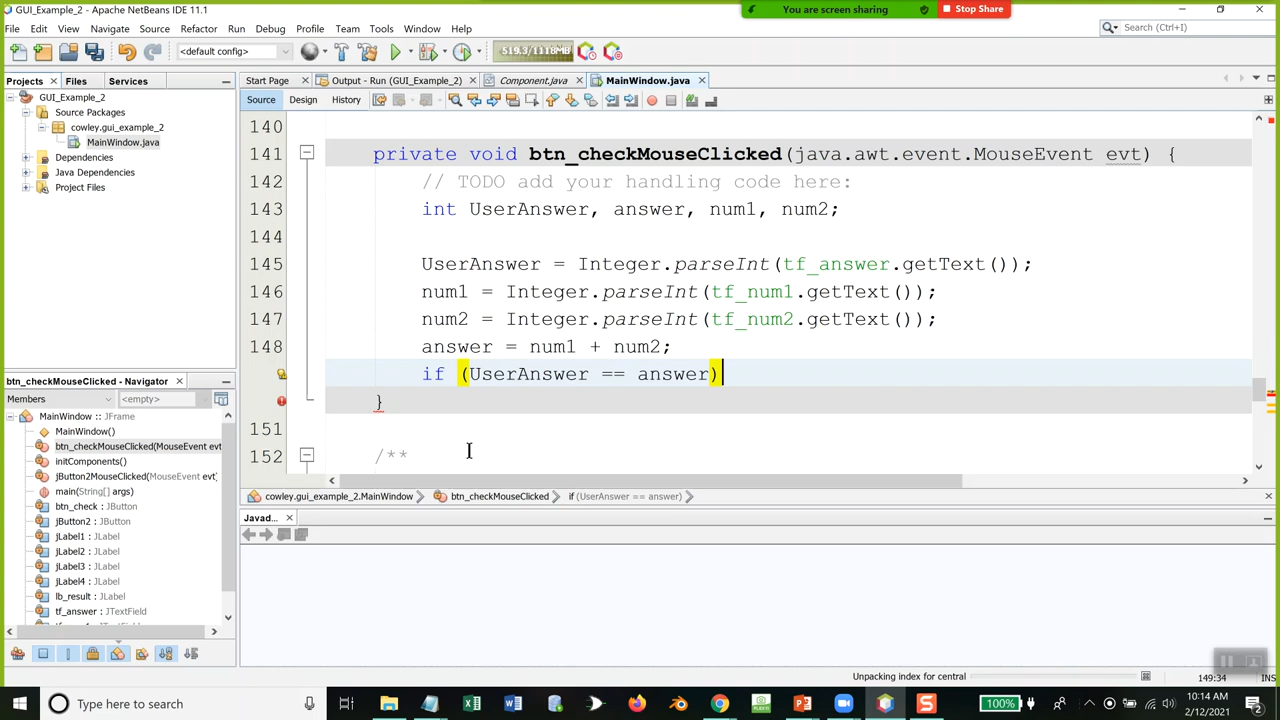 GUI_Example_2 - Apache NetBeans IDE 11.1
You are screen sharing
Stop Share
File Edit View Navigate Source Refactor Run Debug Profile Team Tools Window Help
Search (Ctrl+I)
<default config>
519.3/1118MB
Projects Files Services
Start Page Output - Run (GUI_Example_2) Component.java MainWindow.java
GUI_Example_2
Source Packages
cowley.gui_example_2
MainWindow.java
Dependencies
Java Dependencies
Project Files
Source Design History
140
141 private void btn_checkMouseClicked(java.awt.event.MouseEvent evt) {
142 // TODO add your handling code here:
143 int UserAnswer, answer, num1, num2;
144
145 UserAnswer = Integer.parseInt(tf_answer.getText());
146 num1 = Integer.parseInt(tf_num1.getText());
147 num2 = Integer.parseInt(tf_num2.getText());
148 answer = num1 + num2;
if (UserAnswer == answer)
}
151
152 /**
btn_checkMouseClicked - Navigator
Members <empty>
MainWindow :: JFrame
MainWindow()
btn_checkMouseClicked(MouseEvent evt
initComponents()
jButton2MouseClicked(MouseEvent evt)
main(String[] args)
btn_check : JButton
jButton2 : JButton
jLabel1 : JLabel
jLabel2 : JLabel
jLabel3 : JLabel
jLabel4 : JLabel
lb_result : JLabel
tf_answer : JTextField
cowley.gui_example_2.MainWindow btn_checkMouseClicked if (UserAnswer == answer)
Javad...
Unpacking index for central
149:34 INS
Type here to search
100%
10:14 AM
2/12/2021
2